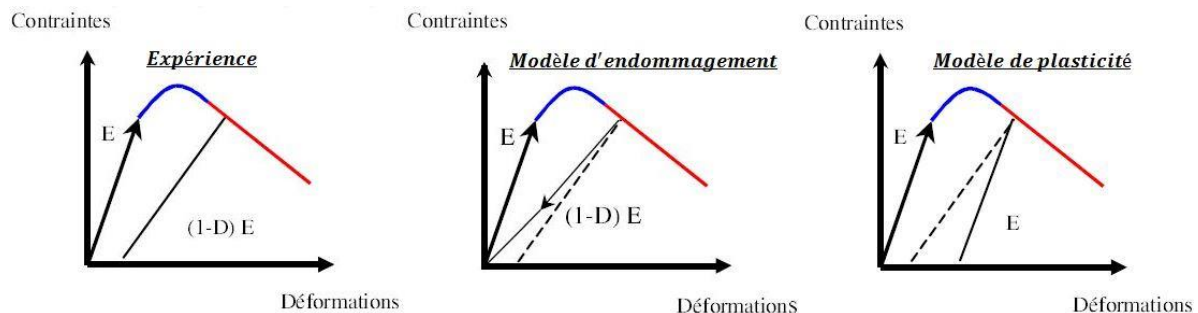 Contraintes
Expérience
E
(1-D) E
Déformations
Contraintes
Modèle d'endommagement
E
(1-D) E
Déformations
Contraintes
Modèle de plasticité
E
E
Déformations